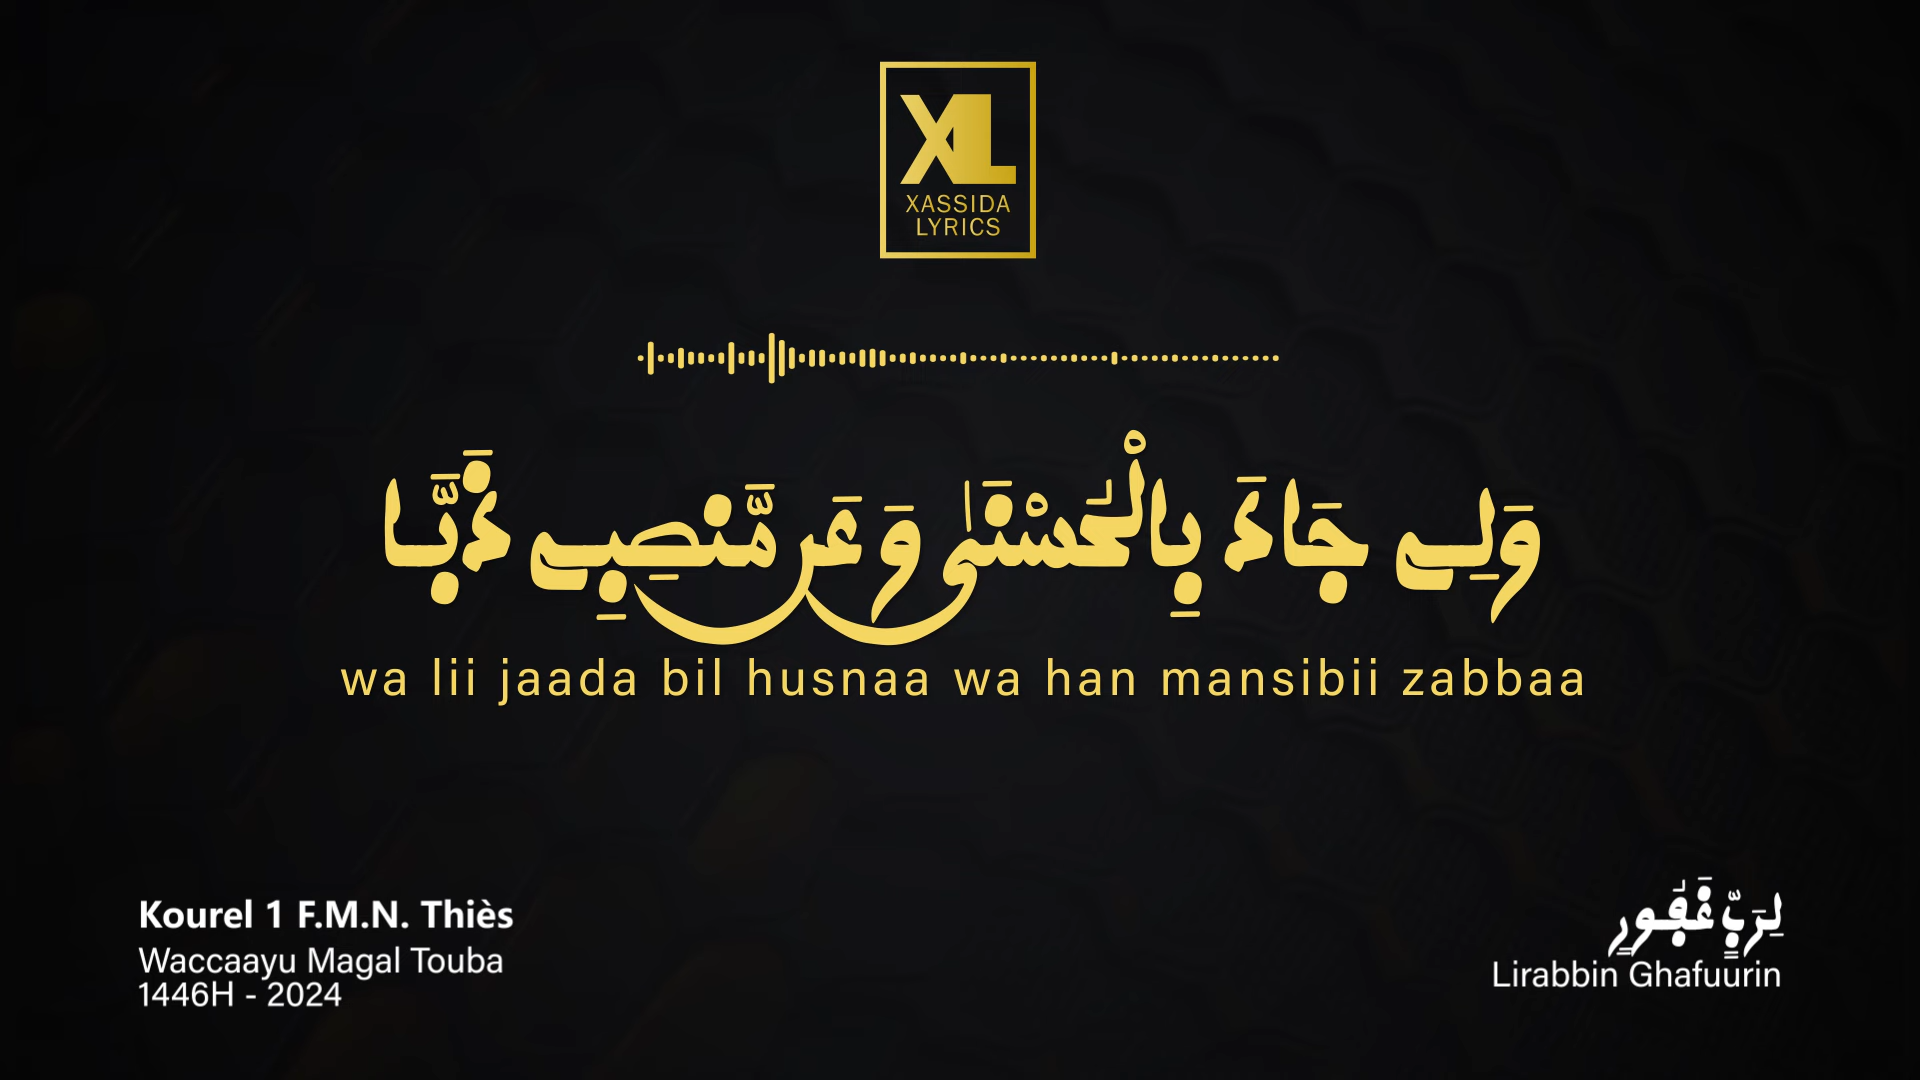 XL
XASSIDA
LYRICS
وَلِے جَادَ بِالْحُسْنَىٰ وَعَن مَّنصِبِے ذَبَّا
wa lii jaada bil husnaa wa han mansibii zabbaa
Kourel 1 F.M.N. Thiès
Waccaayu Magal Touba
1446H - 2024
لِرَبٍّ غَفُورٍ
Lirabbin Ghafuurin